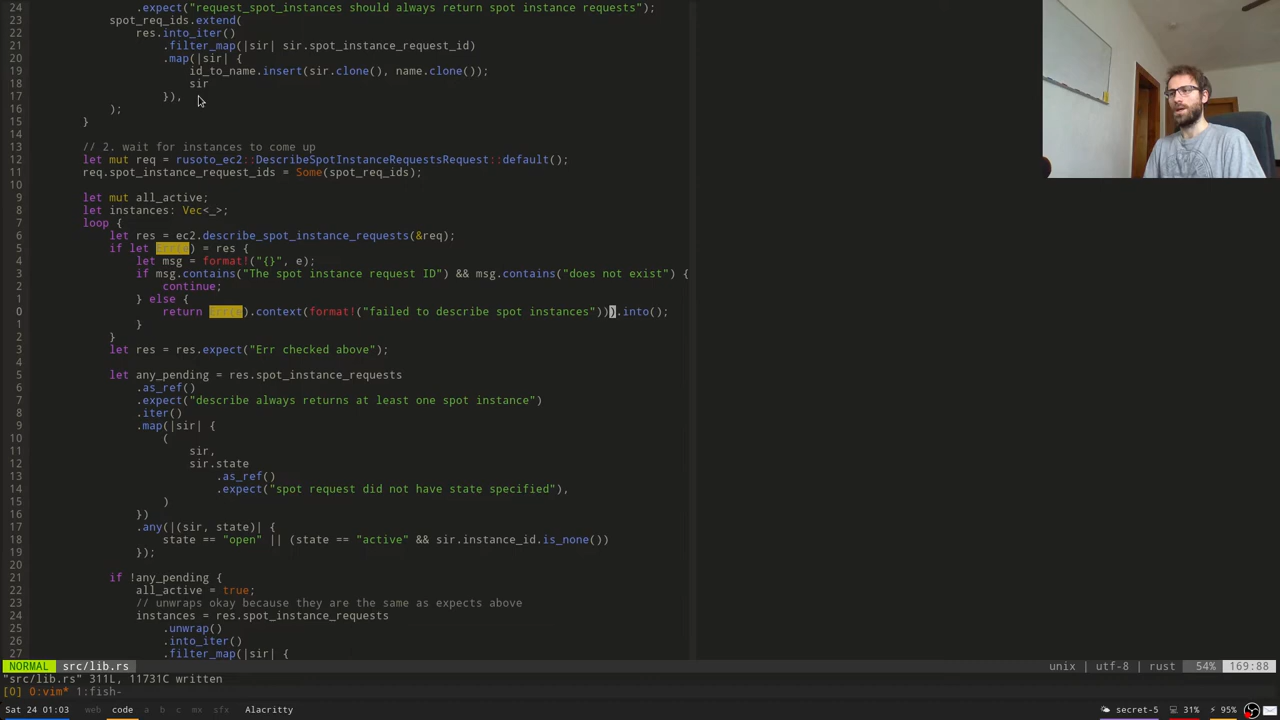 24 .expect("request_spot_instances should always return spot instance requests");
23 spot_req_ids.extend(
22 res.into_iter()
21 .filter_map(|sir| sir.spot_instance_request_id)
20 .map(|sir| {
19 id_to_name.insert(sir.clone(), name.clone());
18 sir
17 }),
16 );
15 }
14
13 // 2. wait for instances to come up
12 let mut req = rusoto_ec2::DescribeSpotInstanceRequestsRequest::default();
11 req.spot_instance_request_ids = Some(spot_req_ids);
10
9 let mut all_active;
8 let instances: Vec<_>;
7 loop {
6 let res = ec2.describe_spot_instance_requests(&req);
5 if let Err(e) = res {
4 let msg = format!("{}", e);
3 if msg.contains("The spot instance request ID") && msg.contains("does not exist") {
2 continue;
1 } else {
0 return Err(e).context(format!("failed to describe spot instances"))).into();
1 }
2 }
3 let res = res.expect("Err checked above");
4
5 let any_pending = res.spot_instance_requests
6 .as_ref()
7 .expect("describe always returns at least one spot instance")
8 .iter()
9 .map(|sir| {
10 (
11 sir,
12 sir.state
13 .as_ref()
14 .expect("spot request did not have state specified"),
15 )
16 })
17 .any(|(sir, state)| {
18 state == "open" || (state == "active" && sir.instance_id.is_none())
19 });
20
21 if !any_pending {
22 all_active = true;
23 // unwraps okay because they are the same as expects above
24 instances = res.spot_instance_requests
25 .unwrap()
26 .into_iter()
27 .filter_map(|sir| {
NORMAL src/lib.rs unix | utf-8 | rust 54% 169:88
"src/lib.rs" 311L, 11731C written
[0] 0:vim* 1:fish-
Sat 24 01:03 web code a b c mx sfx Alacritty secret-5 31% 95%